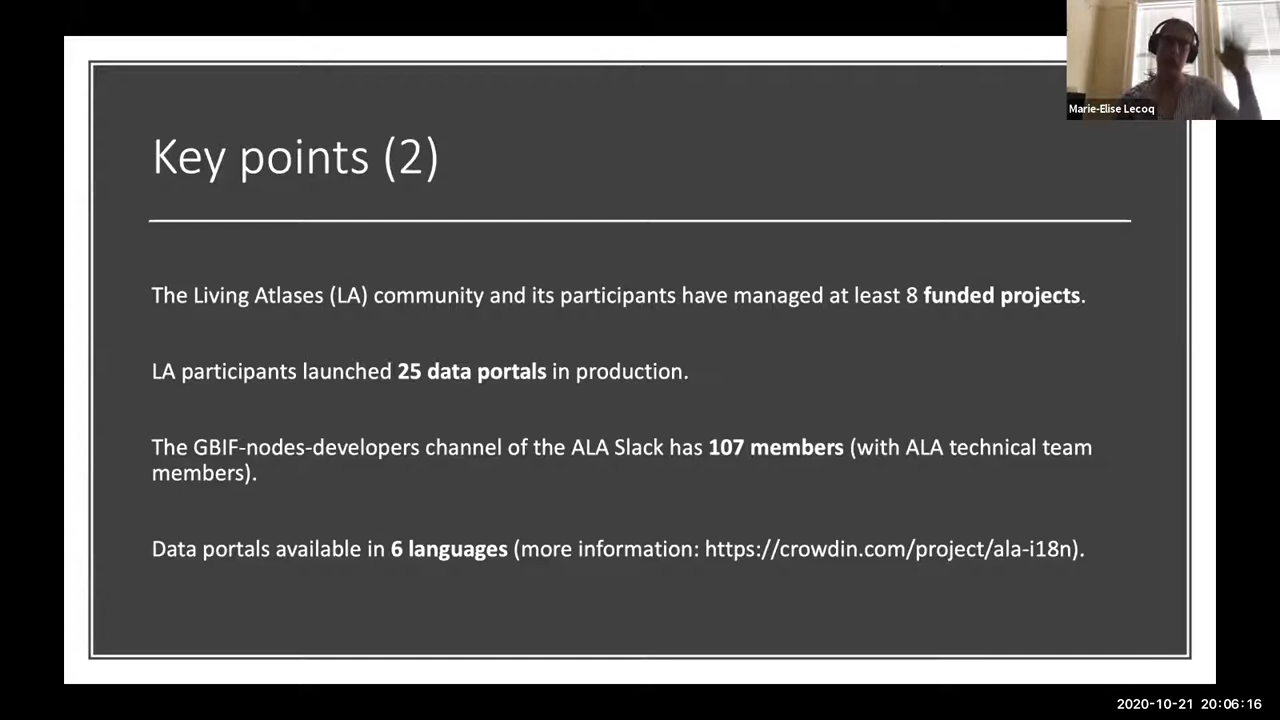 Marie-Elise Lecoq
Key points (2)
The Living Atlases (LA) community and its participants have managed at least 8 funded projects.
LA participants launched 25 data portals in production.
The GBIF-nodes-developers channel of the ALA Slack has 107 members (with ALA technical team
members).
Data portals available in 6 languages (more information: https://crowdin.com/project/ala-i18n).
2020-10-21 20:06:16